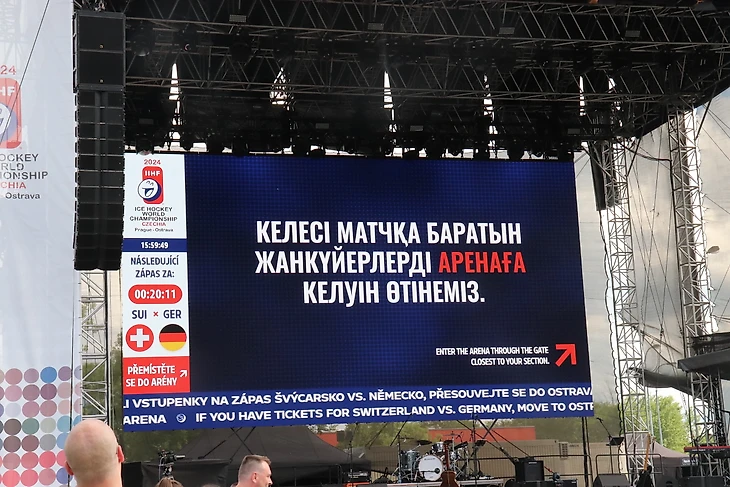 2024
IIHF
OCKEY
WORLD
MPIONSHIP
CZECHIA
- Ostrava
2024
IIHF
ICE HOCKEY
WORLD
CHAMPIONSHIP
CZECHIA
Prague - Ostrava
15:59:49
NÁSLEDUJÍCÍ
ZÁPAS ZA:
00:20:11
SUI × GER
PŘEMÍSTĚTE
SE DO ARÉNY
КЕЛЕСІ МАТЧҚА БАРАТЫН
ЖАНКҮЙЕРЛЕРДІ АРЕНАҒА
КЕЛУІН ӨТІНЕМІЗ.
ENTER THE ARENA THROUGH THE GATE
CLOSEST TO YOUR SECTION.
I VSTUPENKY NA ZÁPAS ŠVÝCARSKO VS. NĚMECKO, PŘESOUVEJTE SE DO OSTRAVA
ARENA IF YOU HAVE TICKETS FOR SWITZERLAND VS. GERMANY, MOVE TO OST